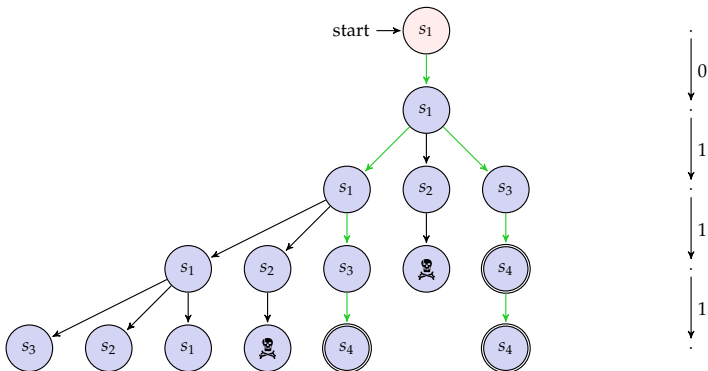 start s₁
0
s₁
1
s₁ s₂ s₃
1
s₁ s₂ s₃ s₄
1
s₃ s₂ s₁ s₄ s₄